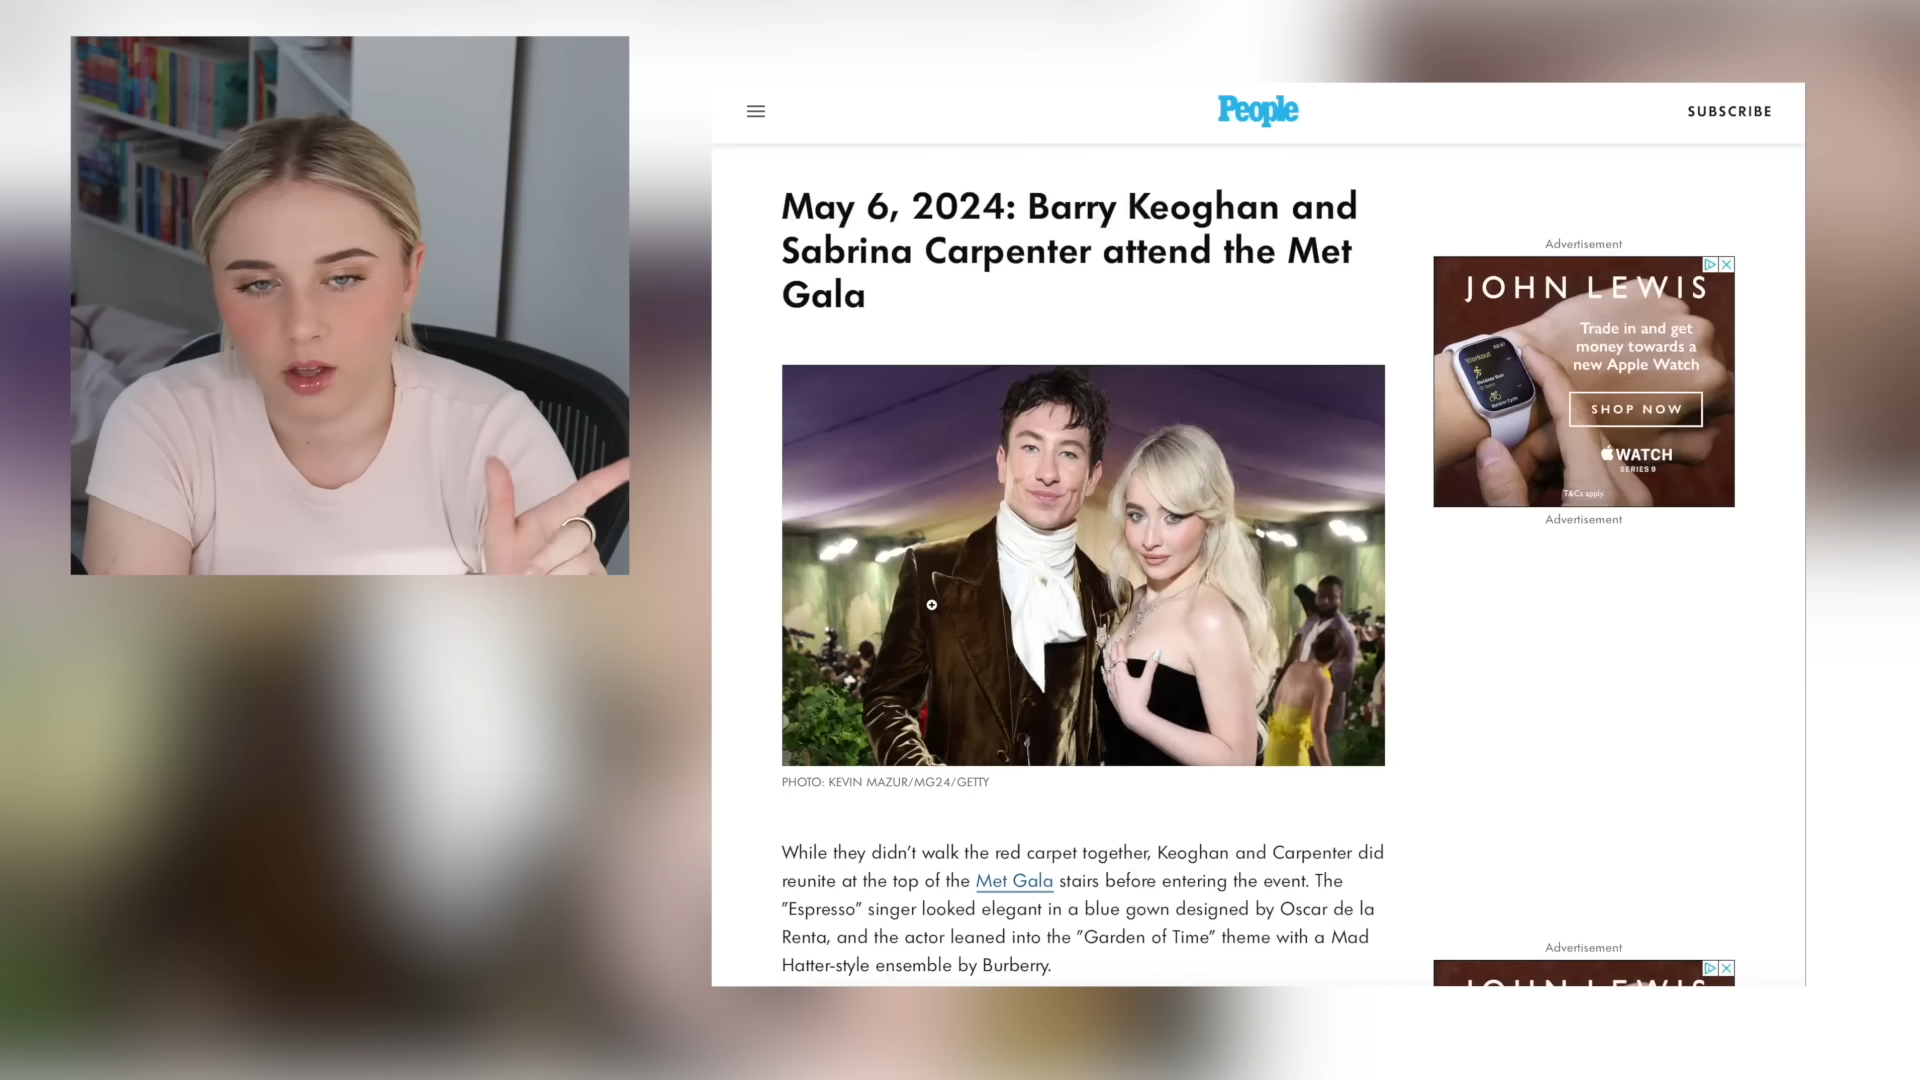 People
SUBSCRIBE
May 6, 2024: Barry Keoghan and
Sabrina Carpenter attend the Met
Gala
PHOTO: KEVIN MAZUR/MG24/GETTY
While they didn’t walk the red carpet together, Keoghan and Carpenter did
reunite at the top of the Met Gala stairs before entering the event. The
”Espresso” singer looked elegant in a blue gown designed by Oscar de la
Renta, and the actor leaned into the ”Garden of Time” theme with a Mad
Hatter-style ensemble by Burberry.
Advertisement
JOHN LEWIS
Trade in and get
money towards a
new Apple Watch
SHOP NOW
WATCH
SERIES 9
T&Cs apply.
Workout
Outdoor Run
Advertisement
Advertisement
JOHN LEWIS